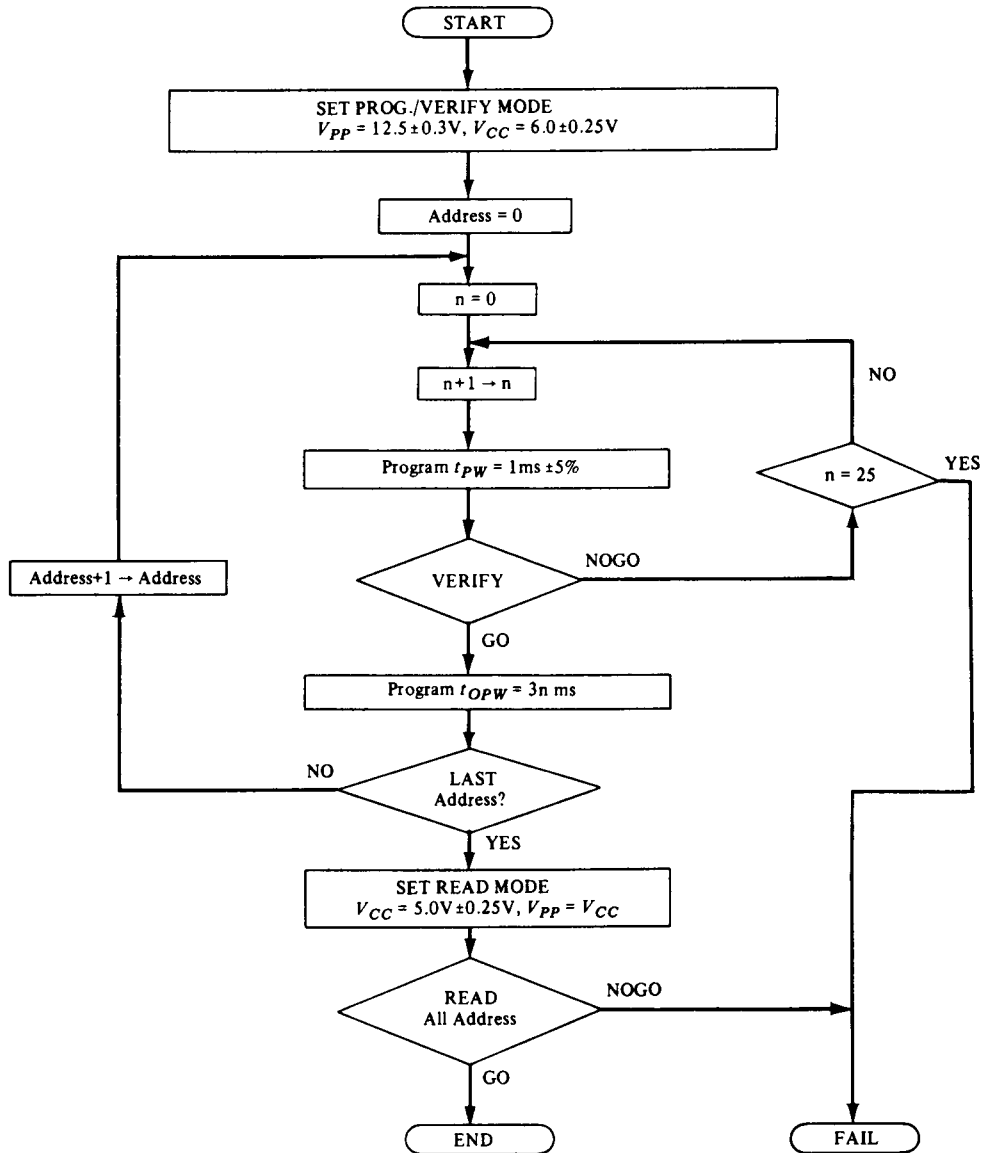 START
SET PROG./VERIFY MODE
VPP = 12.5±0.3V, VCC = 6.0±0.25V
Address = 0
n = 0
n+1 → n
NO
Program tPW = 1ms ±5%
n = 25
YES
VERIFY
NOGO
Address+1 → Address
GO
Program tOPW = 3n ms
NO
LAST
Address?
YES
SET READ MODE
VCC = 5.0V±0.25V, VPP = VCC
READ
All Address
NOGO
GO
END
FAIL